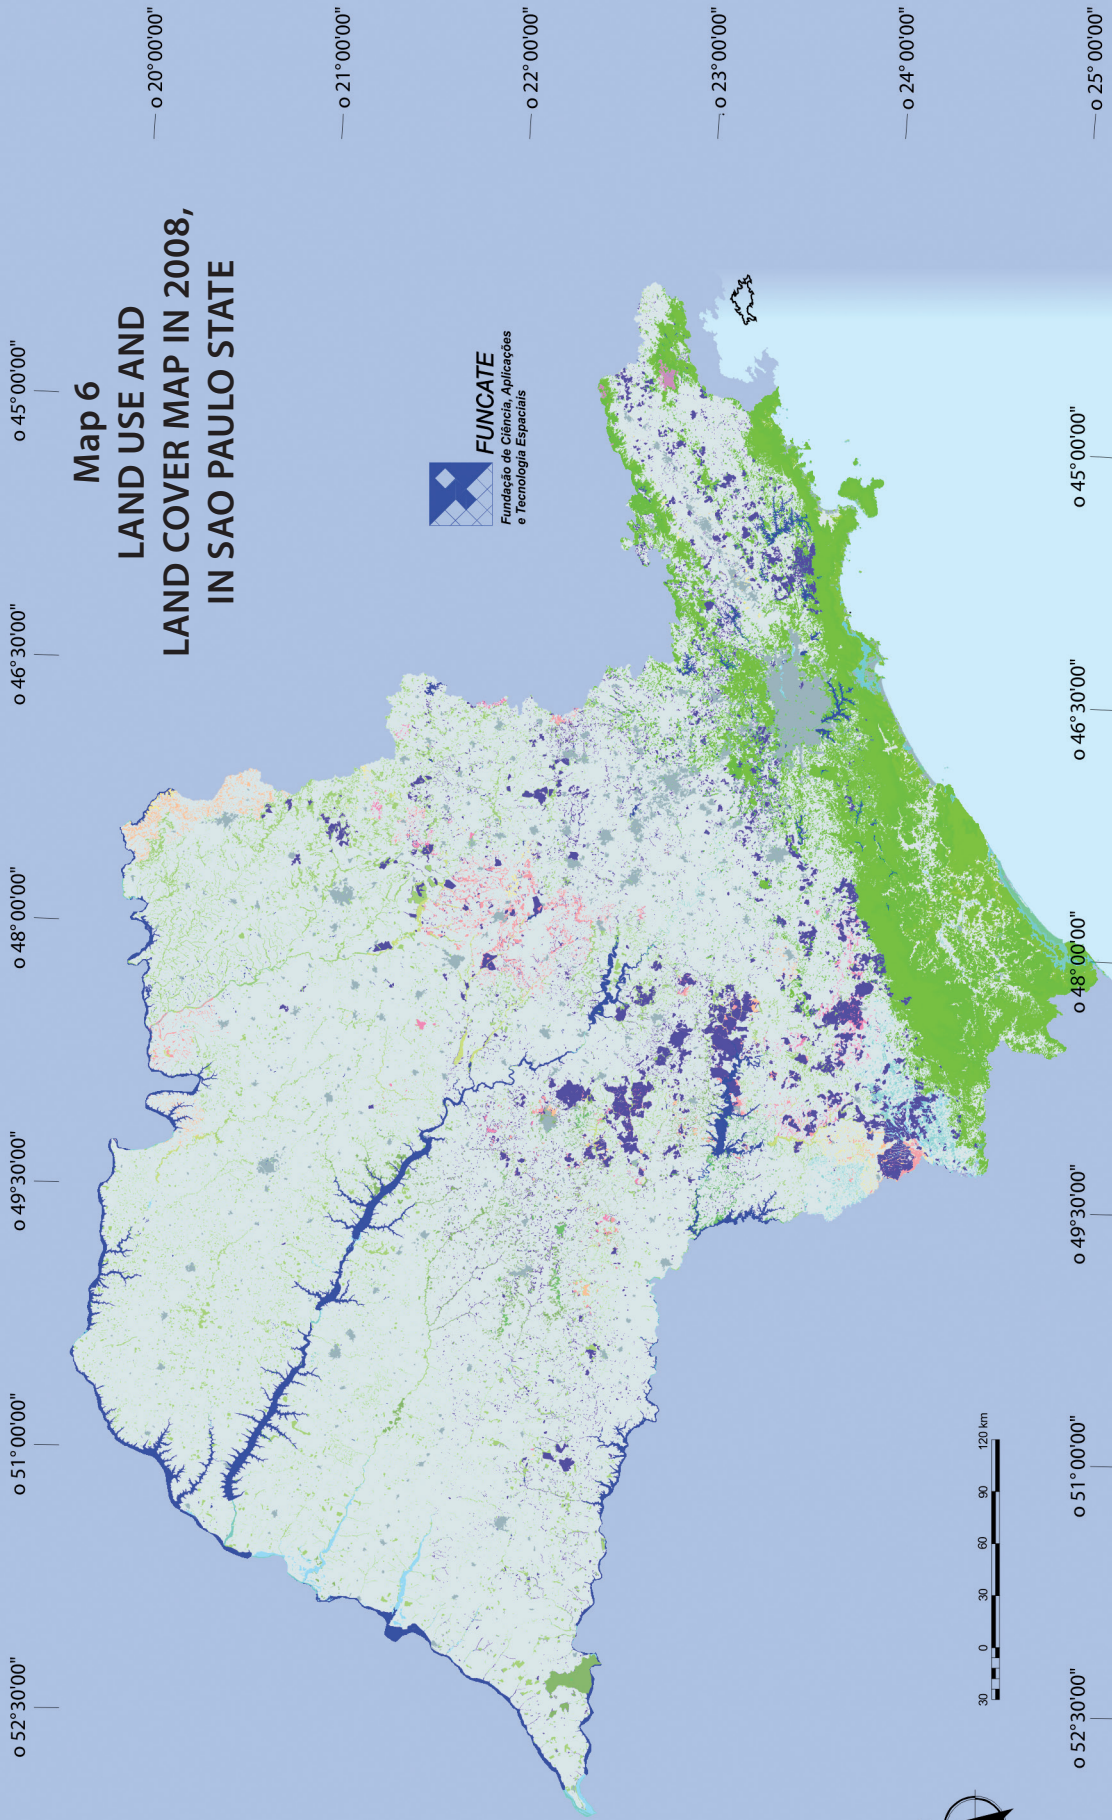 Map 6
LAND USE AND
LAND COVER MAP IN 2008,
IN SAO PAULO STATE
FUNCATE
Fundação de Ciência, Aplicações
e Tecnologia Espaciais
o 52°30'00"
o 51°00'00"
o 49°30'00"
o 48°00'00"
o 46°30'00"
o 45°00'00"
o 20°00'00"
o 21°00'00"
o 22°00'00"
o 23°00'00"
o 24°00'00"
o 25°00'00"
30 0 30 60 90 120 km
o 52°30'00"
o 51°00'00"
o 49°30'00"
o 48°00'00"
o 46°30'00"
o 45°00'00"